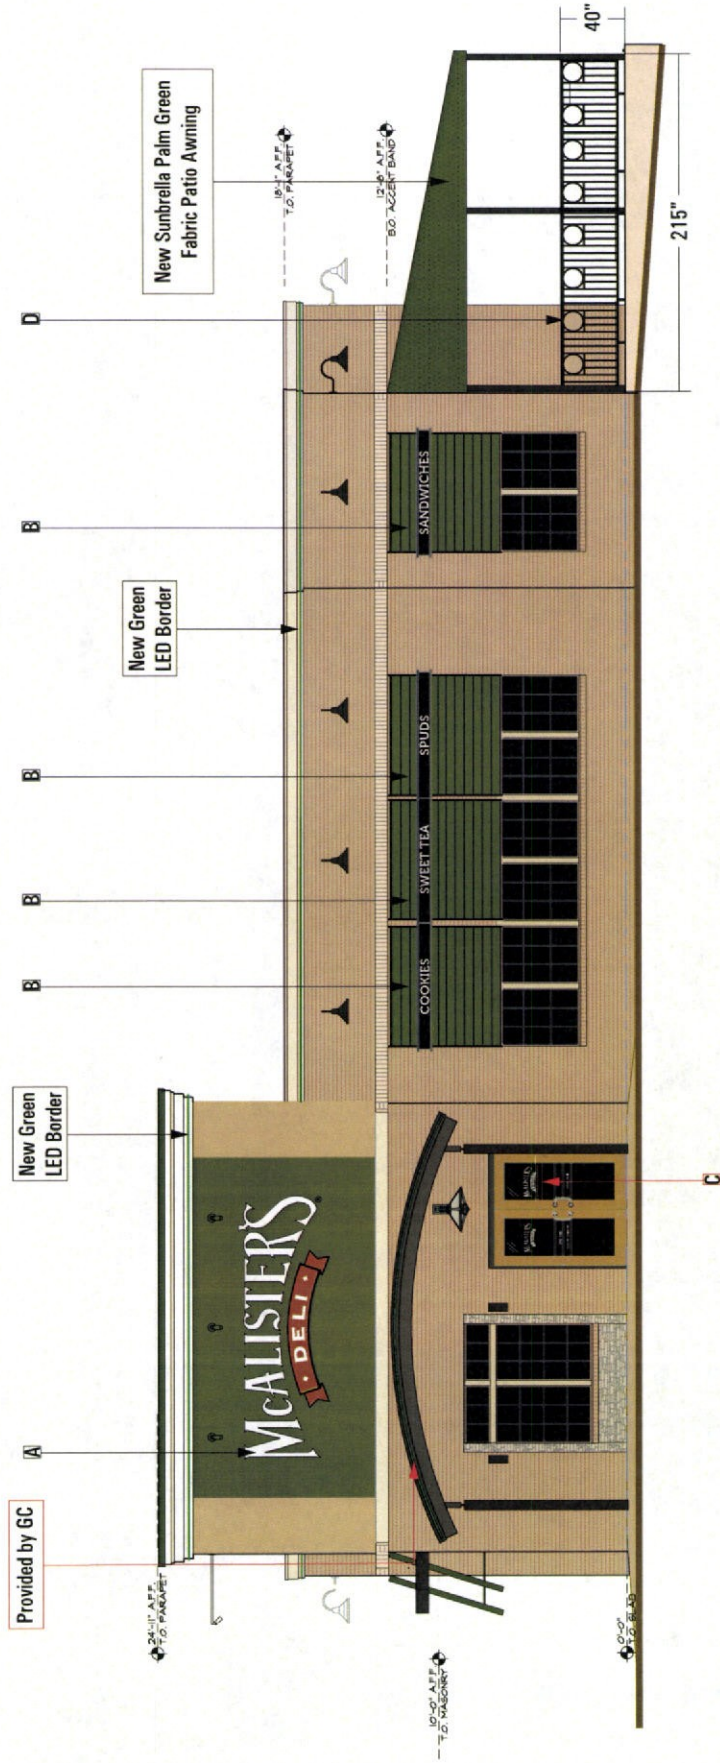 Provided by GC
A
New Green
LED Border
B
B
B
New Green
LED Border
B
D
New Sunbrella Palm Green
Fabric Patio Awning
24'-11" A.F.F.
T.O. PARAPET
18'-1" A.F.F.
T.O. PARAPET
12'-8" A.F.F.
B.O. ACCENT BAND
10'-0" A.F.F.
T.O. MASONRY
0'-0"
T.O. SLAB
McALISTER'S
DELI
®
COOKIES
SWEET TEA
SPUDS
SANDWICHES
40"
215"
C